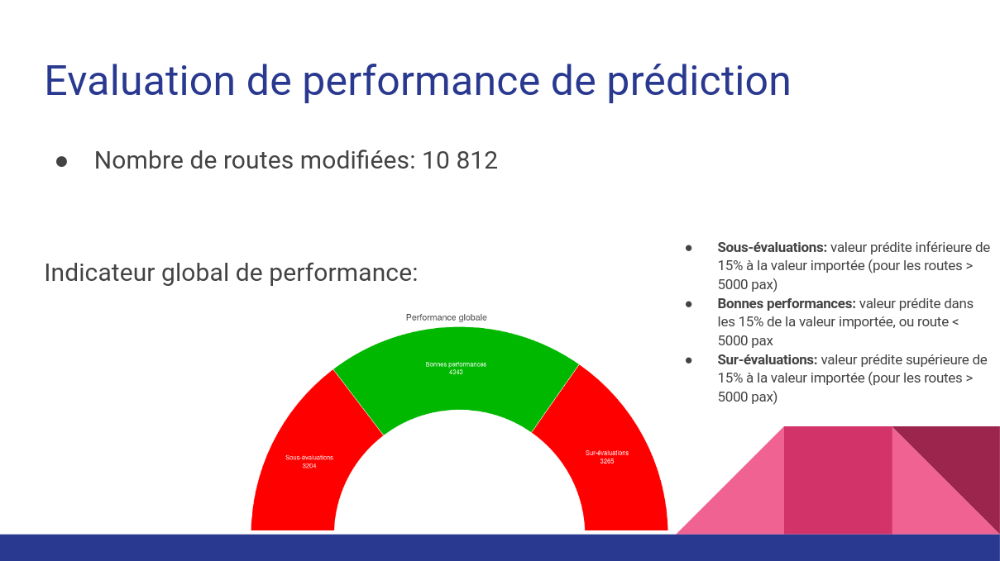 Evaluation de performance de prédiction
● Nombre de routes modifiées: 10 812
Indicateur global de performance:
● Sous-évaluations: valeur prédite inférieure de
15% à la valeur importée (pour les routes >
5000 pax)
● Bonnes performances: valeur prédite dans
les 15% de la valeur importée, ou route <
5000 pax
● Sur-évaluations: valeur prédite supérieure de
15% à la valeur importée (pour les routes >
5000 pax)
Performance globale
Bonnes performances
4343
Sous-évaluations
3204
Sur-évaluations
3265